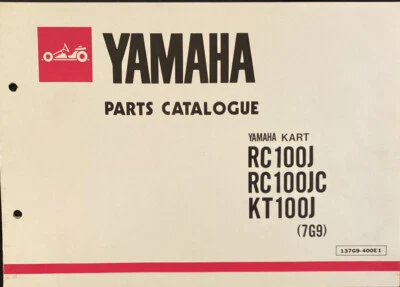 YAMAHA
PARTS CATALOGUE
YAMAHA KART
RC100J
RC100JC
KT100J
(7G9)
137G9-400E1